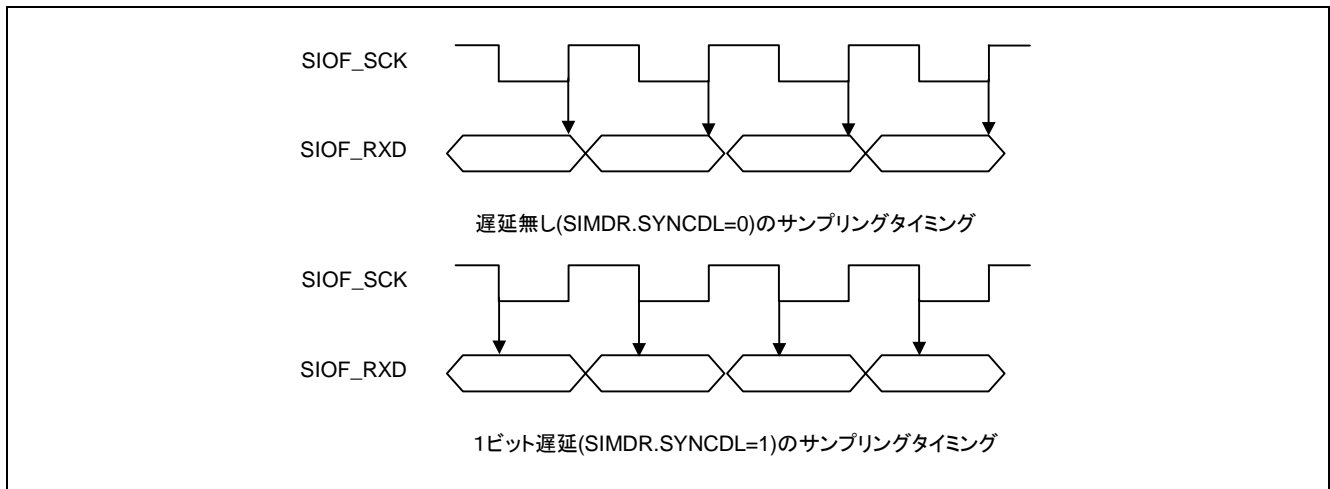 SIOF_SCK
SIOF_RXD
遅延無し(SIMDR.SYNCDL=0)のサンプリングタイミング
SIOF_SCK
SIOF_RXD
1ビット遅延(SIMDR.SYNCDL=1)のサンプリングタイミング